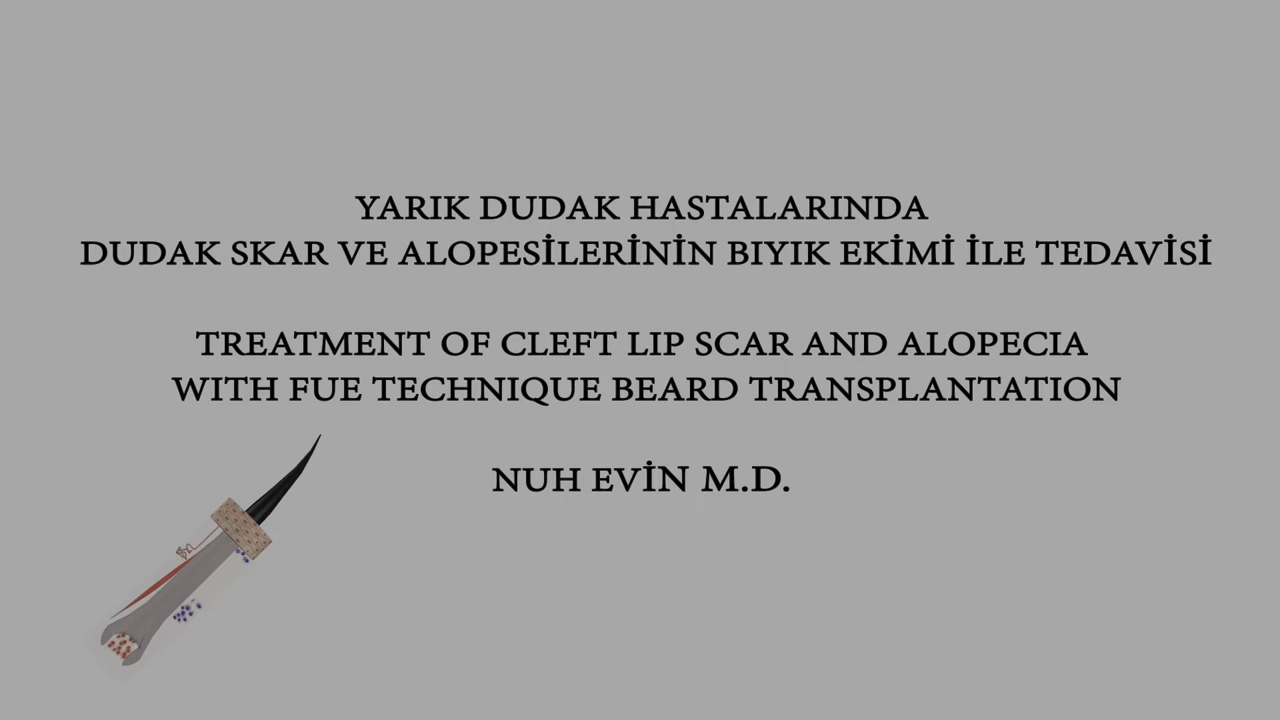 YARIK DUDAK HASTALARINDA
DUDAK SKAR VE ALOPESİLERİNİN BIYIK EKİMİ İLE TEDAVİSİ
TREATMENT OF CLEFT LIP SCAR AND ALOPECIA
WITH FUE TECHNIQUE BEARD TRANSPLANTATION
NUH EVİN M.D.